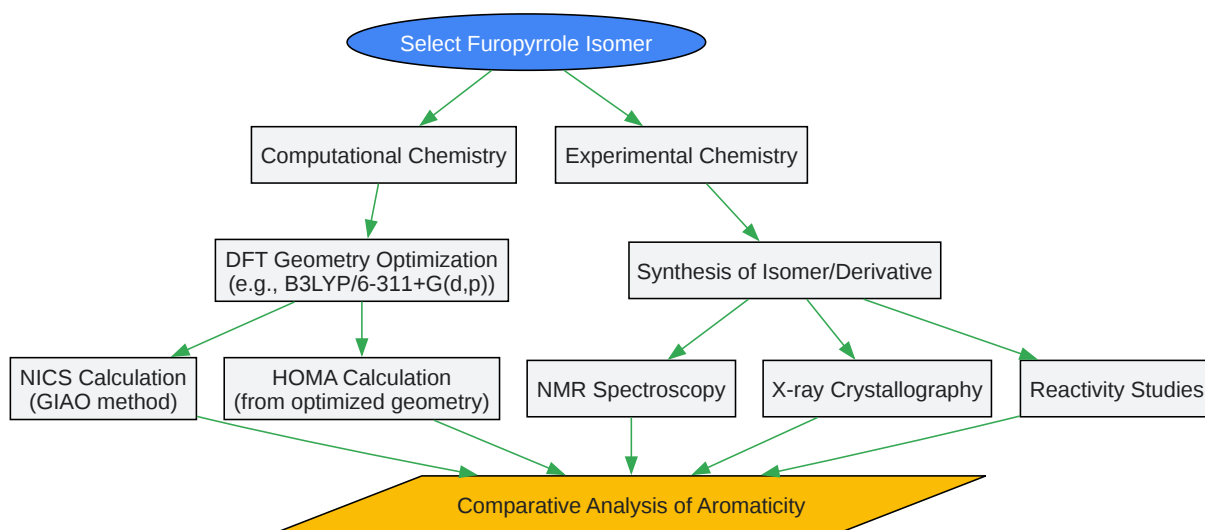 Select Furopyrrole Isomer
Computational Chemistry
Experimental Chemistry
DFT Geometry Optimization
(e.g., B3LYP/6-311+G(d,p))
Synthesis of Isomer/Derivative
NICS Calculation
(GIAO method)
HOMA Calculation
(from optimized geometry)
NMR Spectroscopy
X-ray Crystallography
Reactivity Studies
Comparative Analysis of Aromaticity